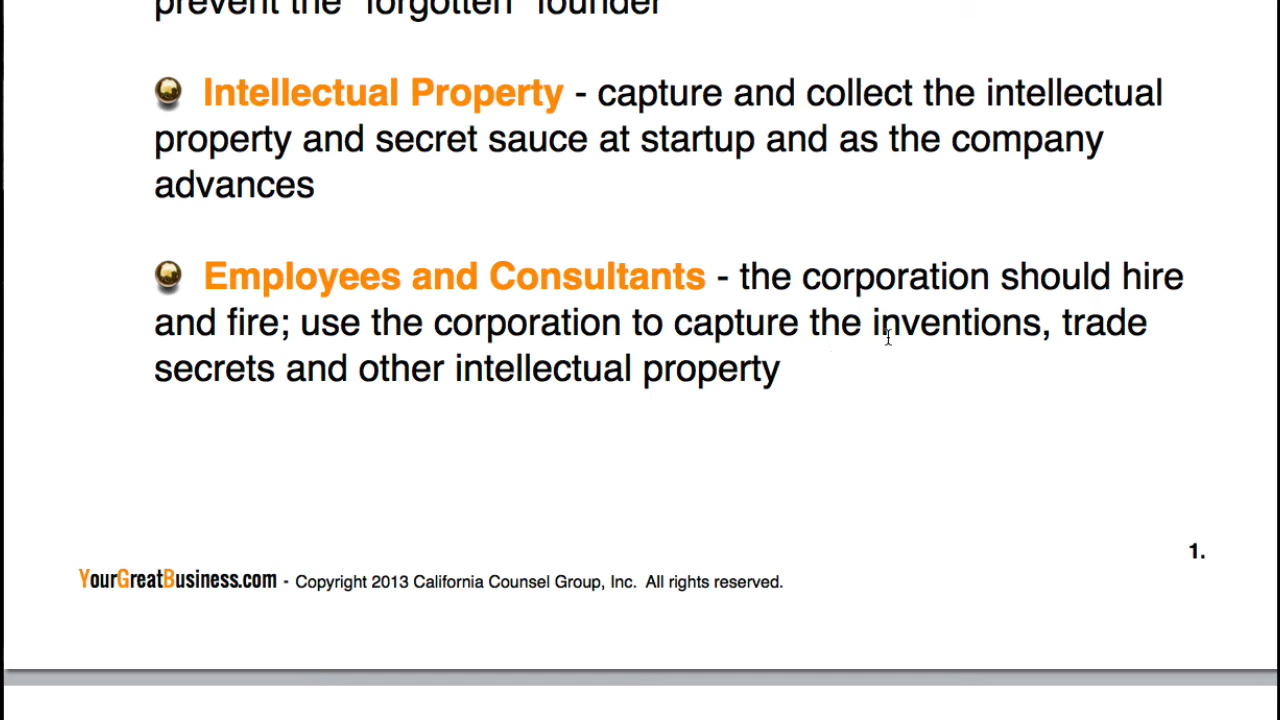 prevent the "forgotten" founder
Intellectual Property - capture and collect the intellectual
property and secret sauce at startup and as the company
advances
Employees and Consultants - the corporation should hire
and fire; use the corporation to capture the inventions, trade
secrets and other intellectual property
1.
YourGreatBusiness.com - Copyright 2013 California Counsel Group, Inc. All rights reserved.